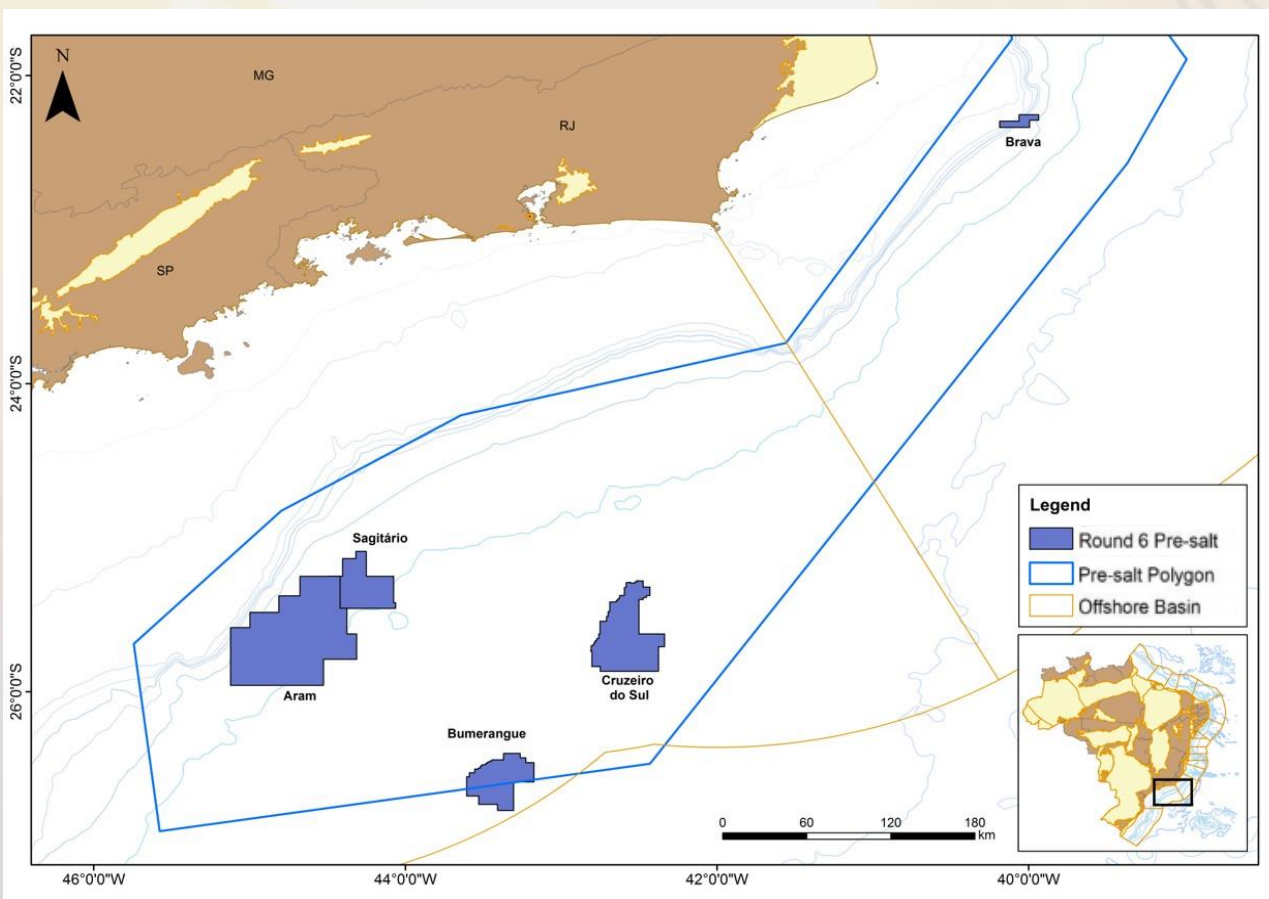 N
MG
RJ
SP
22°0'0"S
24°0'0"S
26°0'0"S
Brava
Sagitário
Aram
Cruzeiro
do Sul
Bumerangue
Legend
Round 6 Pre-salt
Pre-salt Polygon
Offshore Basin
0 60 120 180
km
46°0'0"W 44°0'0"W 42°0'0"W 40°0'0"W